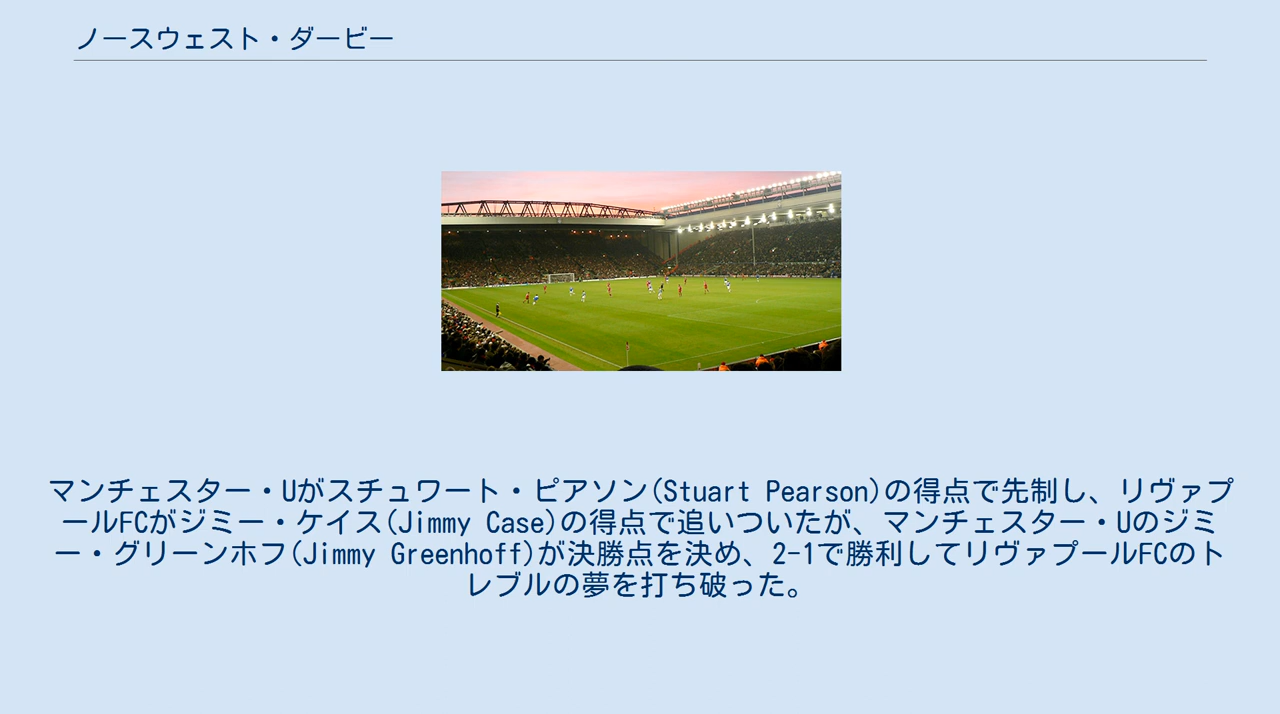 ノースウェスト・ダービー
マンチェスター・Uがスチュワート・ピアソン(Stuart Pearson)の得点で先制し、リヴァプ
ールFCがジミー・ケイス(Jimmy Case)の得点で追いついたが、マンチェスター・Uのジミ
ー・グリーンホフ(Jimmy Greenhoff)が決勝点を決め、2-1で勝利してリヴァプールFCのト
レブルの夢を打ち破った。